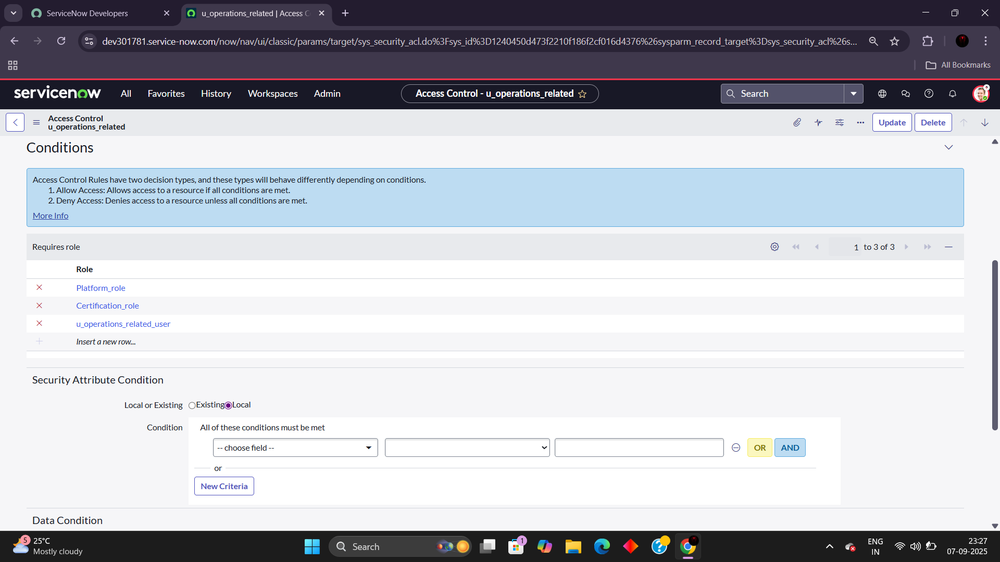 ServiceNow Developers
u_operations_related | Access C
dev301781.service-now.com/now/nav/ui/classic/params/target/sys_security_acl.do%3Fsys_id%3D1240450d473f2210f186f2cf016d4376%26sysparm_record_target%3Dsys_security_acl%26s...
All Bookmarks
servicenow
All
Favorites
History
Workspaces
Admin
Access Control - u_operations_related
Search
Access Control
u_operations_related
Update
Delete
Conditions
Access Control Rules have two decision types, and these types will behave differently depending on conditions.
1. Allow Access: Allows access to a resource if all conditions are met.
2. Deny Access: Denies access to a resource unless all conditions are met.
More Info
Requires role
1 to 3 of 3
Role
Platform_role
Certification_role
u_operations_related_user
Insert a new row...
Security Attribute Condition
Local or Existing
Existing
Local
Condition
All of these conditions must be met
-- choose field --
OR
AND
or
New Criteria
Data Condition
5
25°C
Mostly cloudy
Search
1
ENG
IN
23:27
07-09-2025